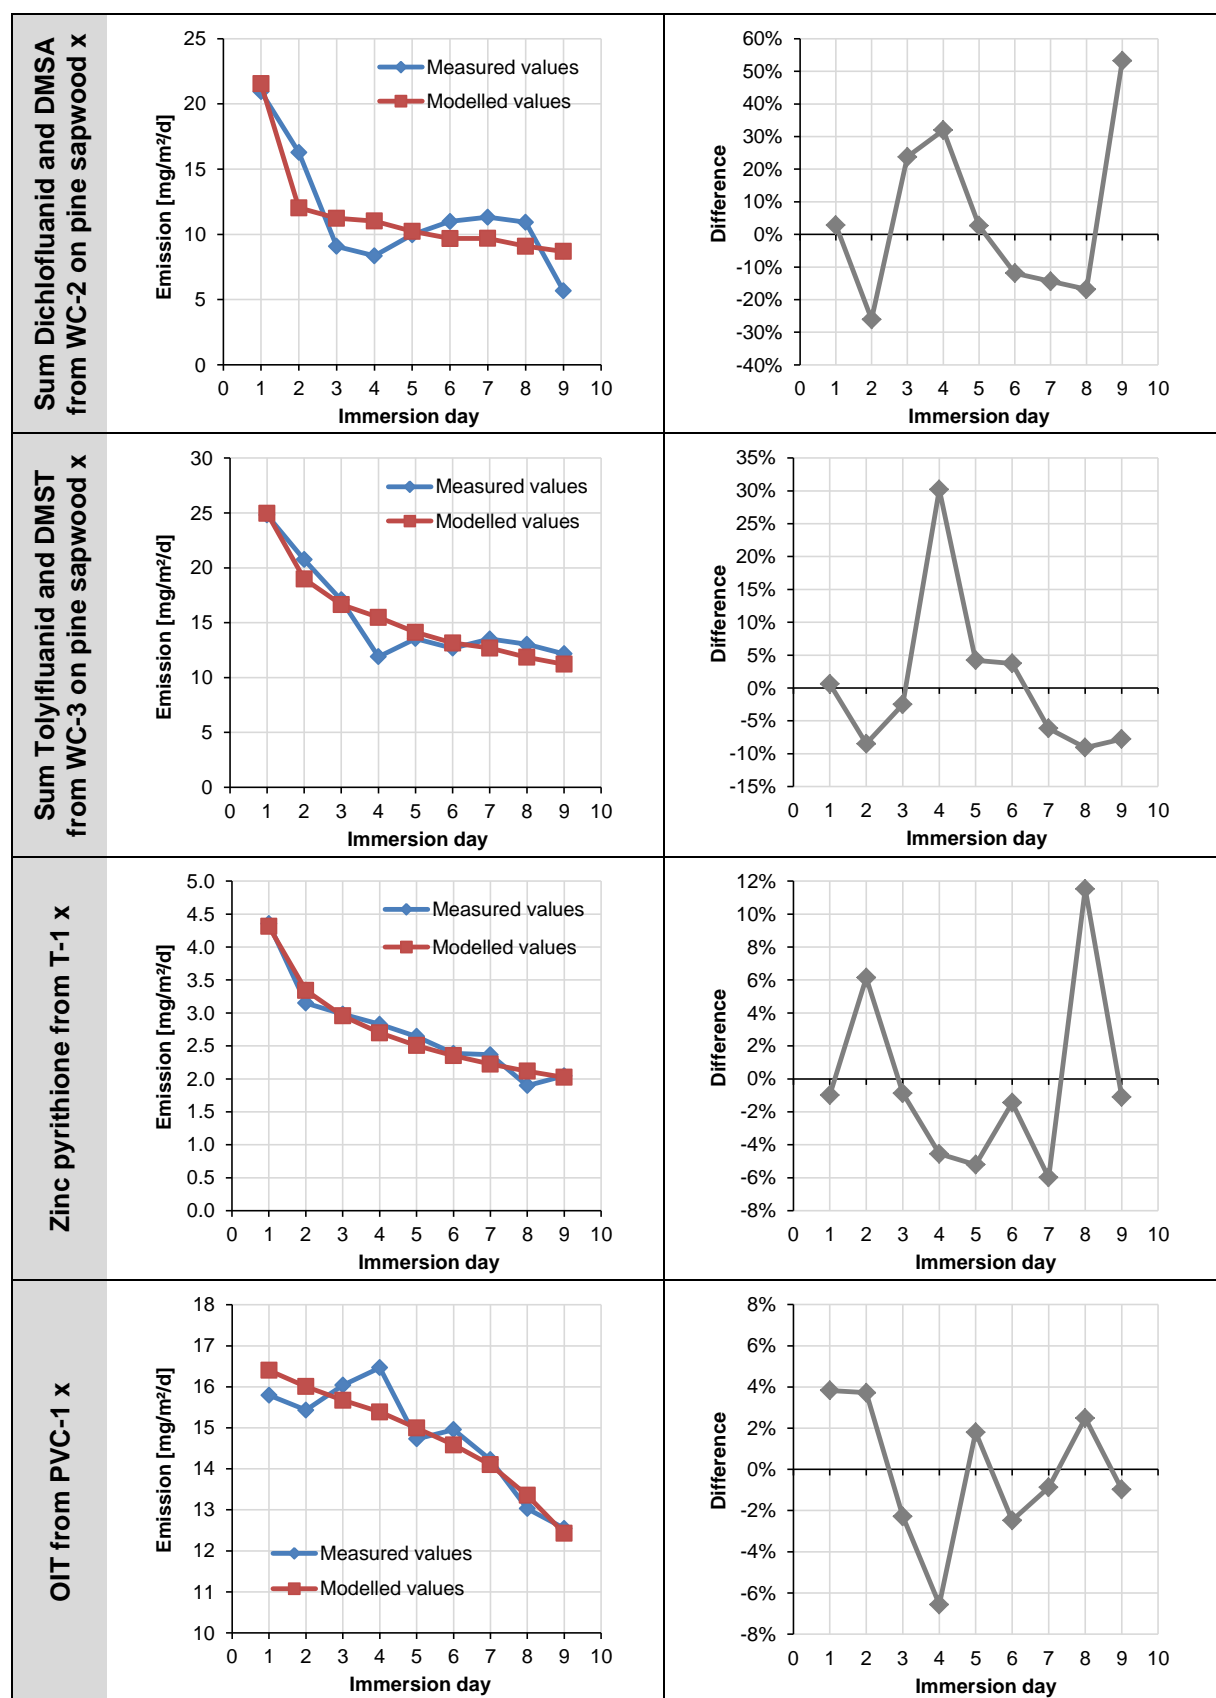 Sum Dichlofluanid and DMSA
from WC-2 on pine sapwood x
25
20
15
10
5
0
Emission [mg/m²/d]
Measured values
Modelled values
0 1 2 3 4 5 6 7 8 9 10
Immersion day
60%
50%
40%
30%
20%
10%
0%
-10%
-20%
-30%
-40%
Difference
0 1 2 3 4 5 6 7 8 9 10
Immersion day
Sum Tolylfluanid and DMST
from WC-3 on pine sapwood x
30
25
20
15
10
5
0
Emission [mg/m²/d]
Measured values
Modelled values
0 1 2 3 4 5 6 7 8 9 10
Immersion day
35%
30%
25%
20%
15%
10%
5%
0%
-5%
-10%
-15%
Difference
0 1 2 3 4 5 6 7 8 9 10
Immersion day
Zinc pyrithione from T-1 x
5.0
4.5
4.0
3.5
3.0
2.5
2.0
1.5
1.0
0.5
0.0
Emission [mg/m²/d]
Measured values
Modelled values
0 1 2 3 4 5 6 7 8 9 10
Immersion day
12%
10%
8%
6%
4%
2%
0%
-2%
-4%
-6%
-8%
Difference
0 1 2 3 4 5 6 7 8 9 10
Immersion day
OIT from PVC-1 x
18
17
16
15
14
13
12
11
10
Emission [mg/m²/d]
Measured values
Modelled values
0 1 2 3 4 5 6 7 8 9 10
Immersion day
8%
6%
4%
2%
0%
-2%
-4%
-6%
-8%
Difference
0 1 2 3 4 5 6 7 8 9 10
Immersion day